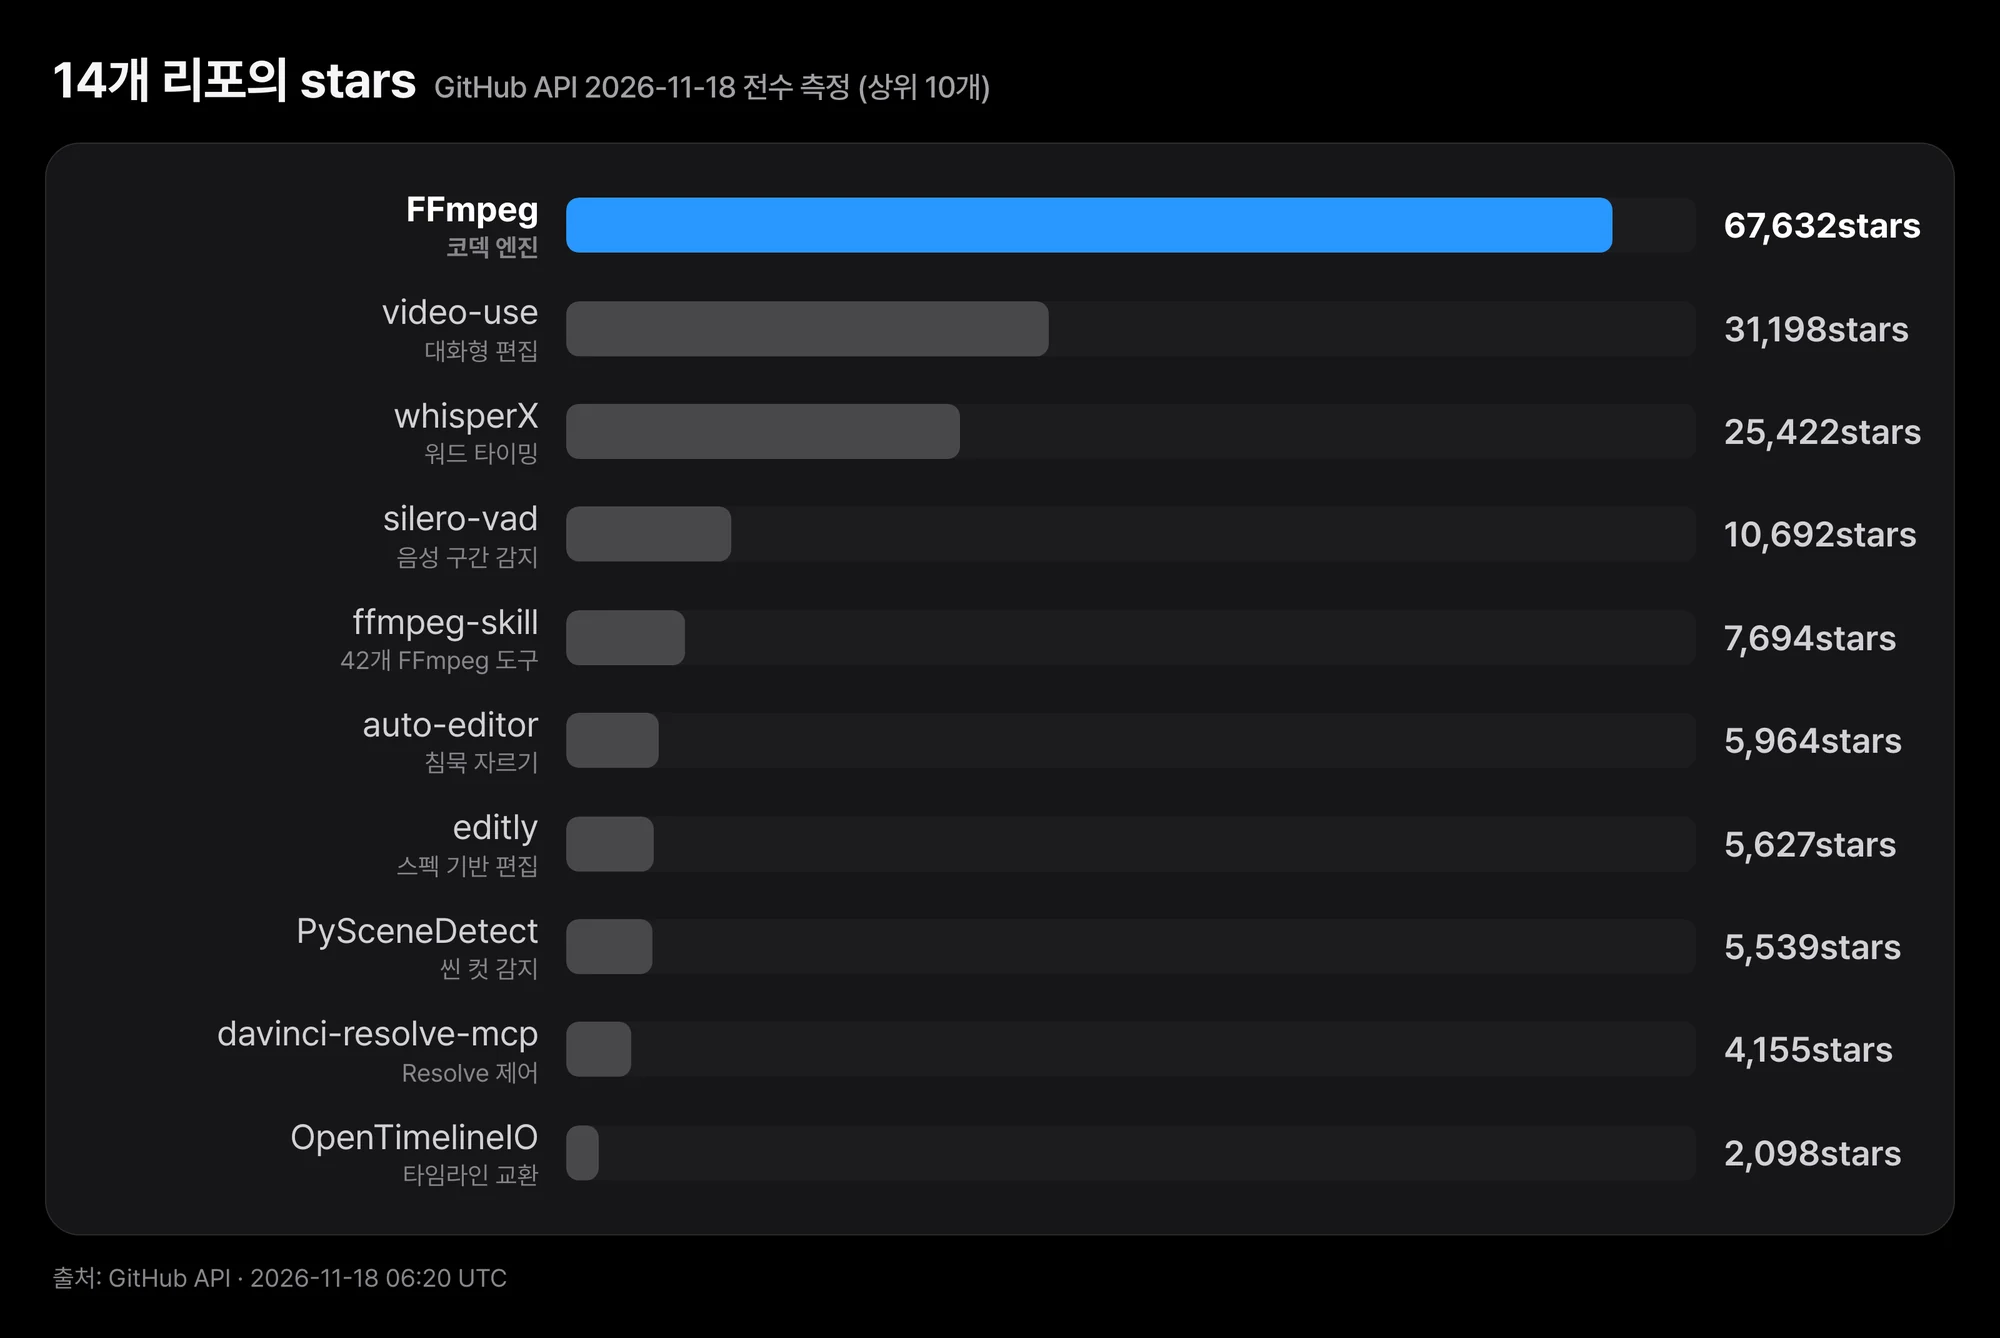 14개 리포의 stars GitHub API 2026-11-18 전수 측정 (상위 10개)
FFmpeg
코덱 엔진
67,632stars
video-use
대화형 편집
31,198stars
whisperX
워드 타이밍
25,422stars
silero-vad
음성 구간 감지
10,692stars
ffmpeg-skill
42개 FFmpeg 도구
7,694stars
auto-editor
침묵 자르기
5,964stars
editly
스펙 기반 편집
5,627stars
PySceneDetect
씬 컷 감지
5,539stars
davinci-resolve-mcp
Resolve 제어
4,155stars
OpenTimelineIO
타임라인 교환
2,098stars
출처: GitHub API · 2026-11-18 06:20 UTC